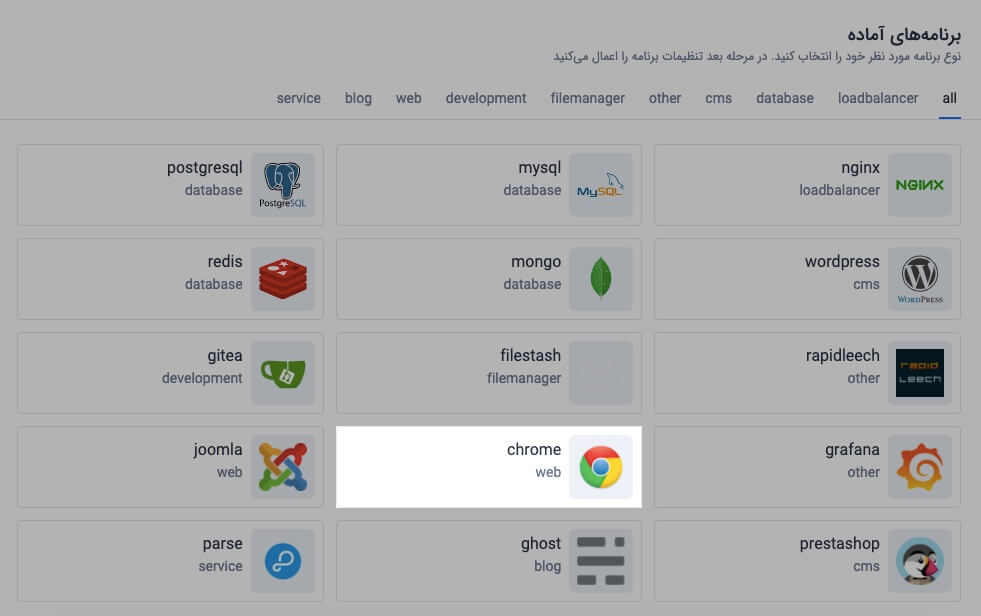 برنامه‌های آماده
نوع برنامه مورد نظر خود را انتخاب کنید. در مرحله بعد تنظیمات برنامه را اعمال می‌کنید
all
loadbalancer
database
cms
other
filemanager
development
web
blog
service
nginx
loadbalancer
NGINX
mysql
database
MySQL
postgresql
database
PostgreSQL
wordpress
cms
WORDPRESS
mongo
database
redis
database
rapidleech
other
rapid
LEECH
filestash
filemanager
gitea
development
grafana
other
chrome
web
joomla
web
prestashop
cms
ghost
blog
parse
service